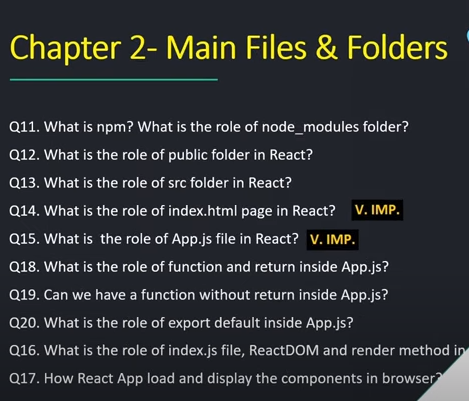 Chapter 2- Main Files & Folders
Q11. What is npm? What is the role of node_modules folder?
Q12. What is the role of public folder in React?
Q13. What is the role of src folder in React?
Q14. What is the role of index.html page in React? V. IMP.
Q15. What is the role of App.js file in React? V. IMP.
Q18. What is the role of function and return inside App.js?
Q19. Can we have a function without return inside App.js?
Q20. What is the role of export default inside App.js?
Q16. What is the role of index.js file, ReactDOM and render method in
Q17. How React App load and display the components in browser?